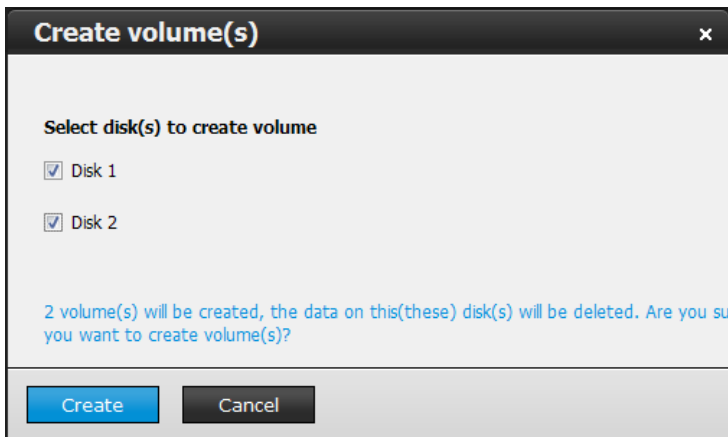 Create volume(s)
Select disk(s) to create volume
Disk 1
Disk 2
2 volume(s) will be created, the data on this(these) disk(s) will be deleted. Are you su
you want to create volume(s)?
Create
Cancel